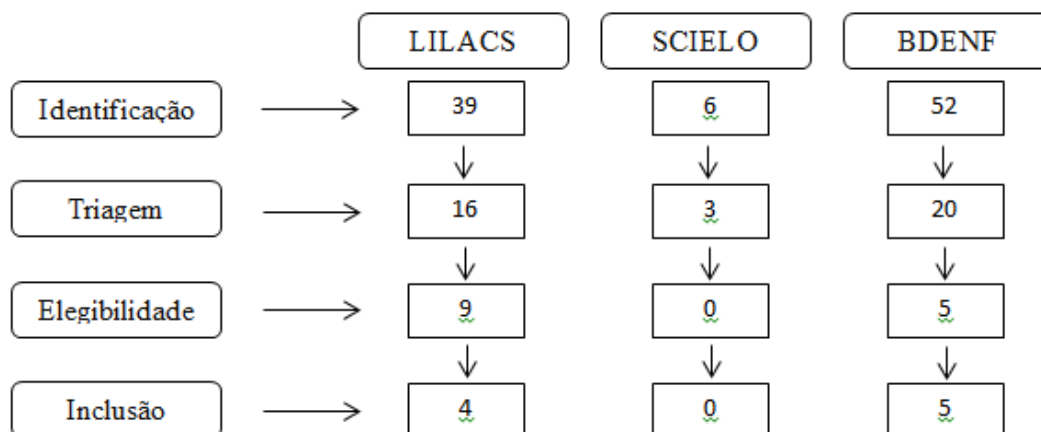 LILACS SCIELO BDENF
Identificação 39 6 52
Triagem 16 3 20
Elegibilidade 9 0 5
Inclusão 4 0 5